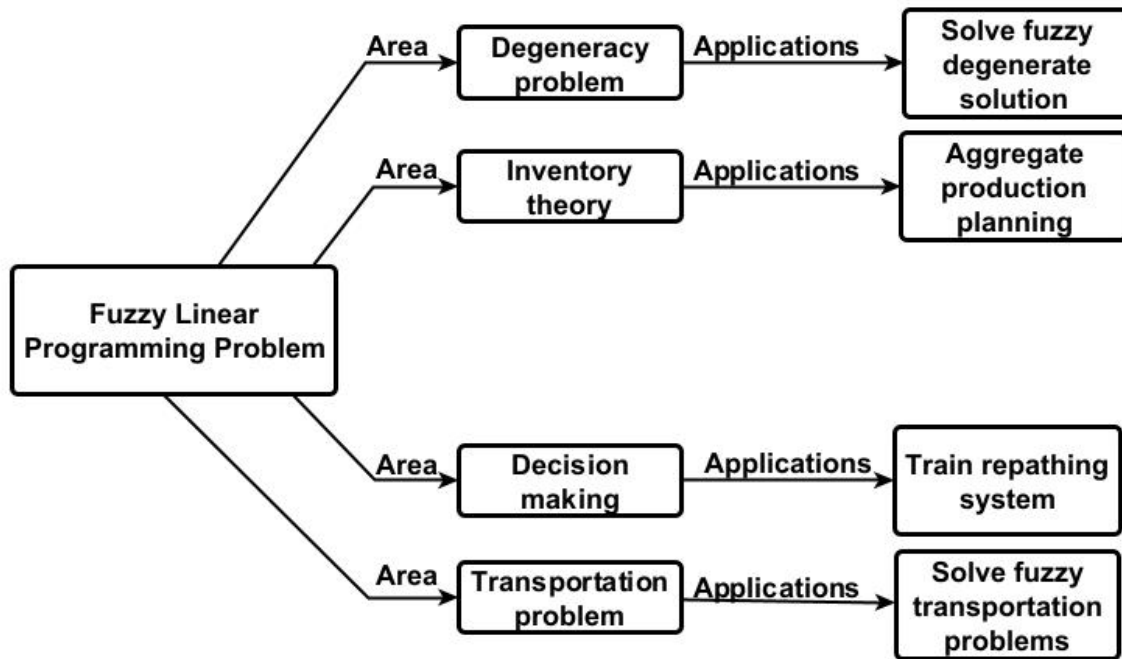 Area
Degeneracy
problem
Applications
Solve fuzzy
degenerate
solution
Area
Inventory
theory
Applications
Aggregate
production
planning
Fuzzy Linear
Programming Problem
Area
Decision
making
Applications
Train repathing
system
Area
Transportation
problem
Applications
Solve fuzzy
transportation
problems